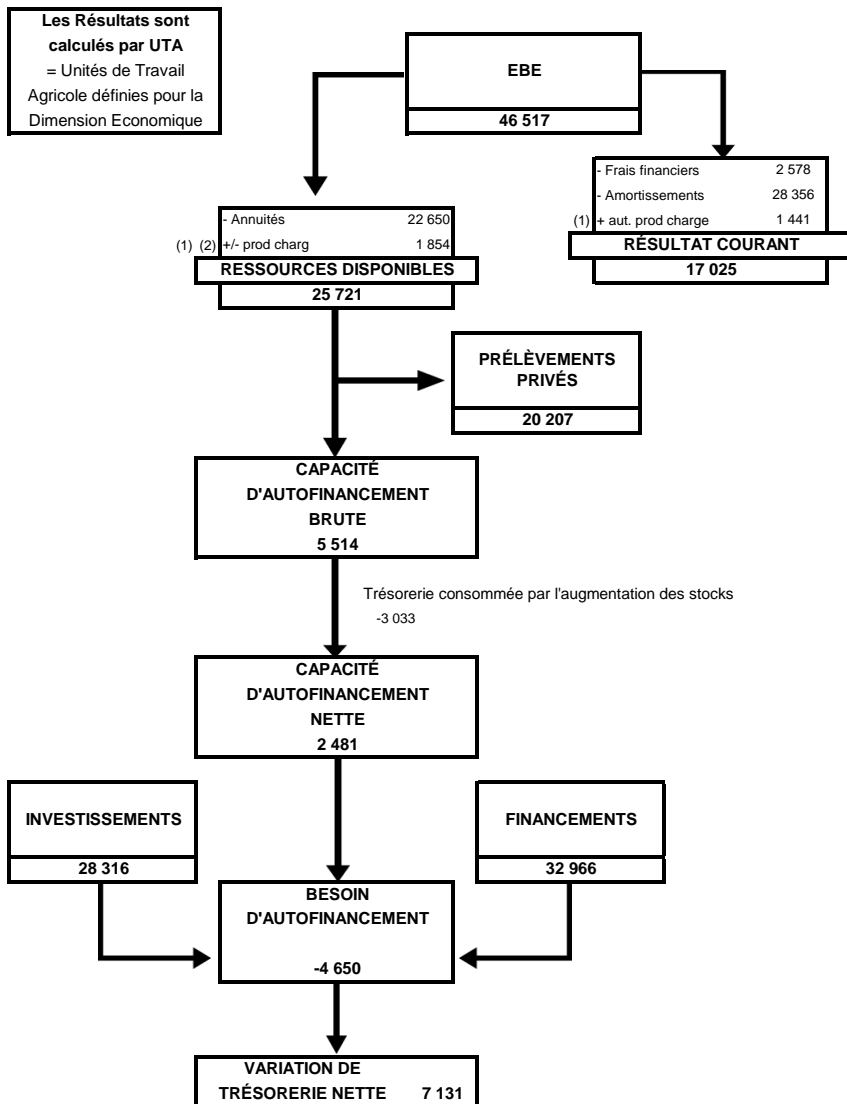 Les Résultats sont
calculés par UTA
= Unités de Travail
Agricole définies pour la
Dimension Economique
EBE
46 517
- Frais financiers 2 578
- Amortissements 28 356
(1) + aut. prod charge 1 441
RÉSULTAT COURANT
17 025
- Annuités 22 650
(1) (2) +/- prod charg 1 854
RESSOURCES DISPONIBLES
25 721
PRÉLÈVEMENTS
PRIVÉS
20 207
CAPACITÉ
D'AUTOFINANCEMENT
BRUTE
5 514
Trésorerie consommée par l'augmentation des stocks
-3 033
CAPACITÉ
D'AUTOFINANCEMENT
NETTE
2 481
INVESTISSEMENTS
28 316
FINANCEMENTS
32 966
BESOIN
D'AUTOFINANCEMENT
-4 650
VARIATION DE
TRÉSORERIE NETTE 7 131